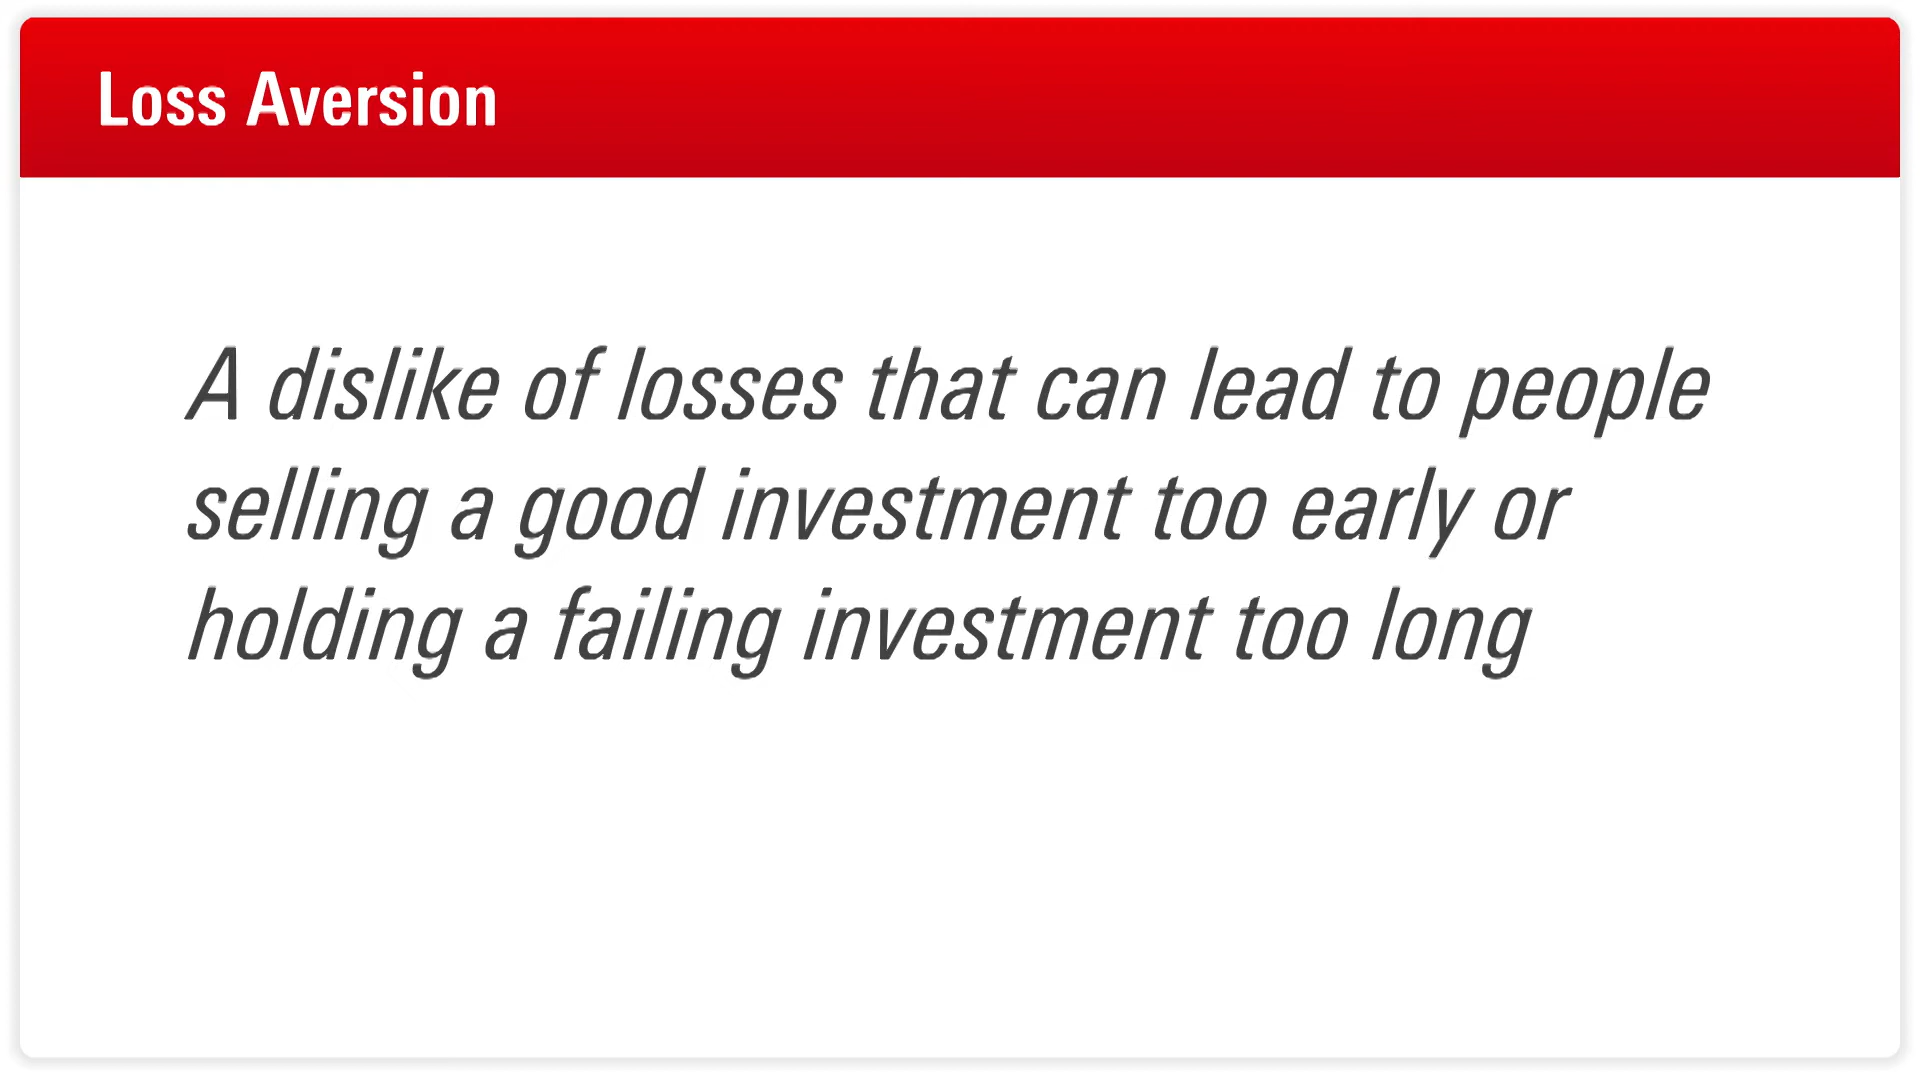 Loss Aversion
A dislike of losses that can lead to people
selling a good investment too early or
holding a failing investment too long